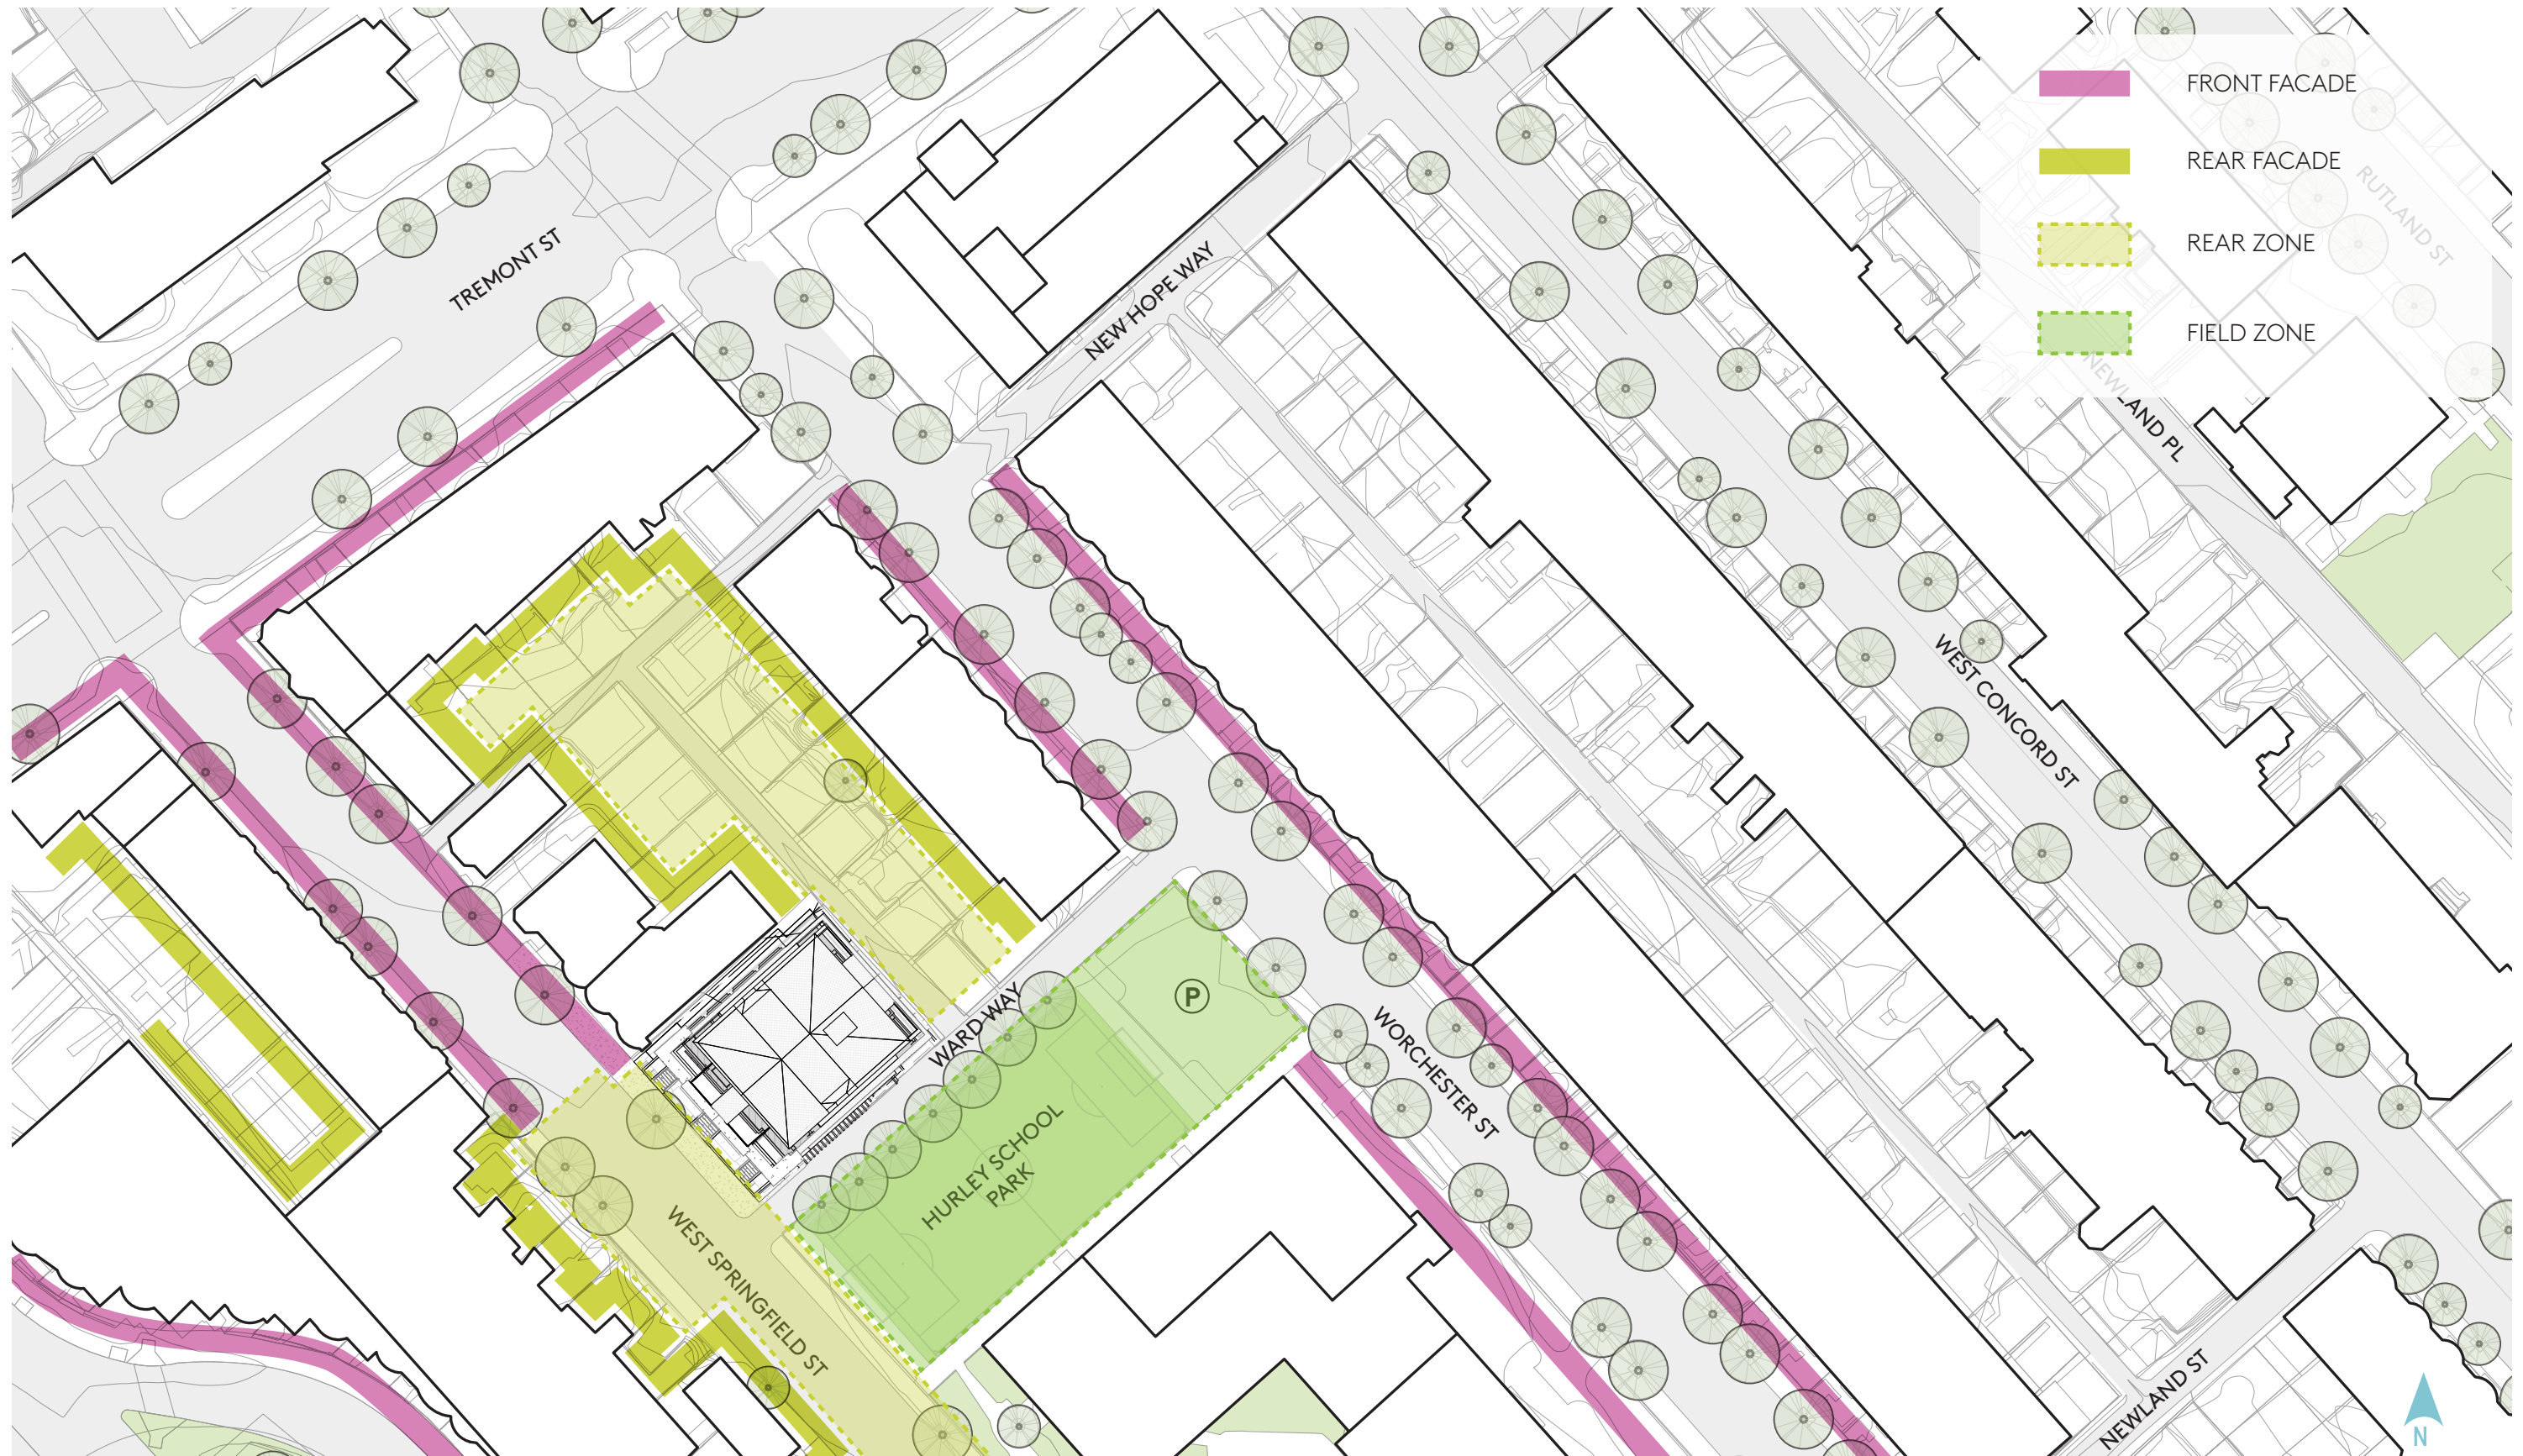 FRONT FACADE
REAR FACADE
REAR ZONE
FIELD ZONE
RUTLAND ST
NEWLAND PL
TREMONT ST
NEW HOPE WAY
WEST CONCORD ST
WARD WAY
P
WORCHESTER ST
HURLEY SCHOOL
PARK
WEST SPRINGFIELD ST
NEWLAND ST
N